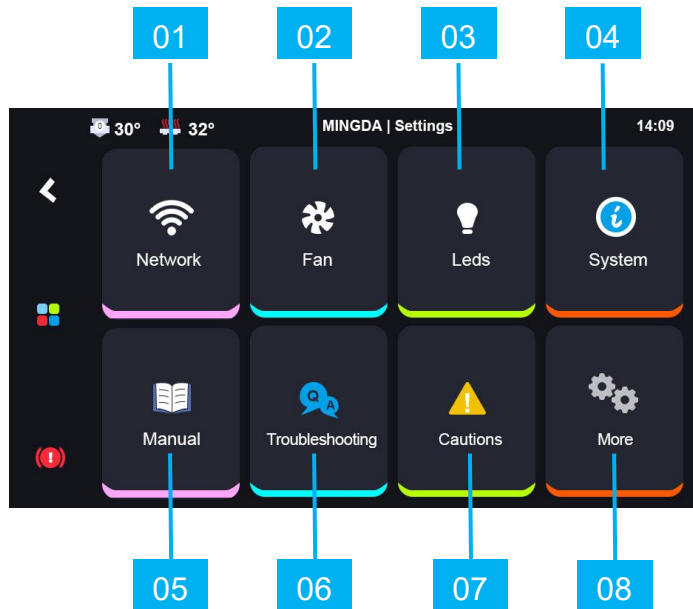 01 02 03 04
0 30° 32° MINGDA | Settings 14:09
Network Fan Leds System
Q A
Manual Troubleshooting Cautions More
05 06 07 08